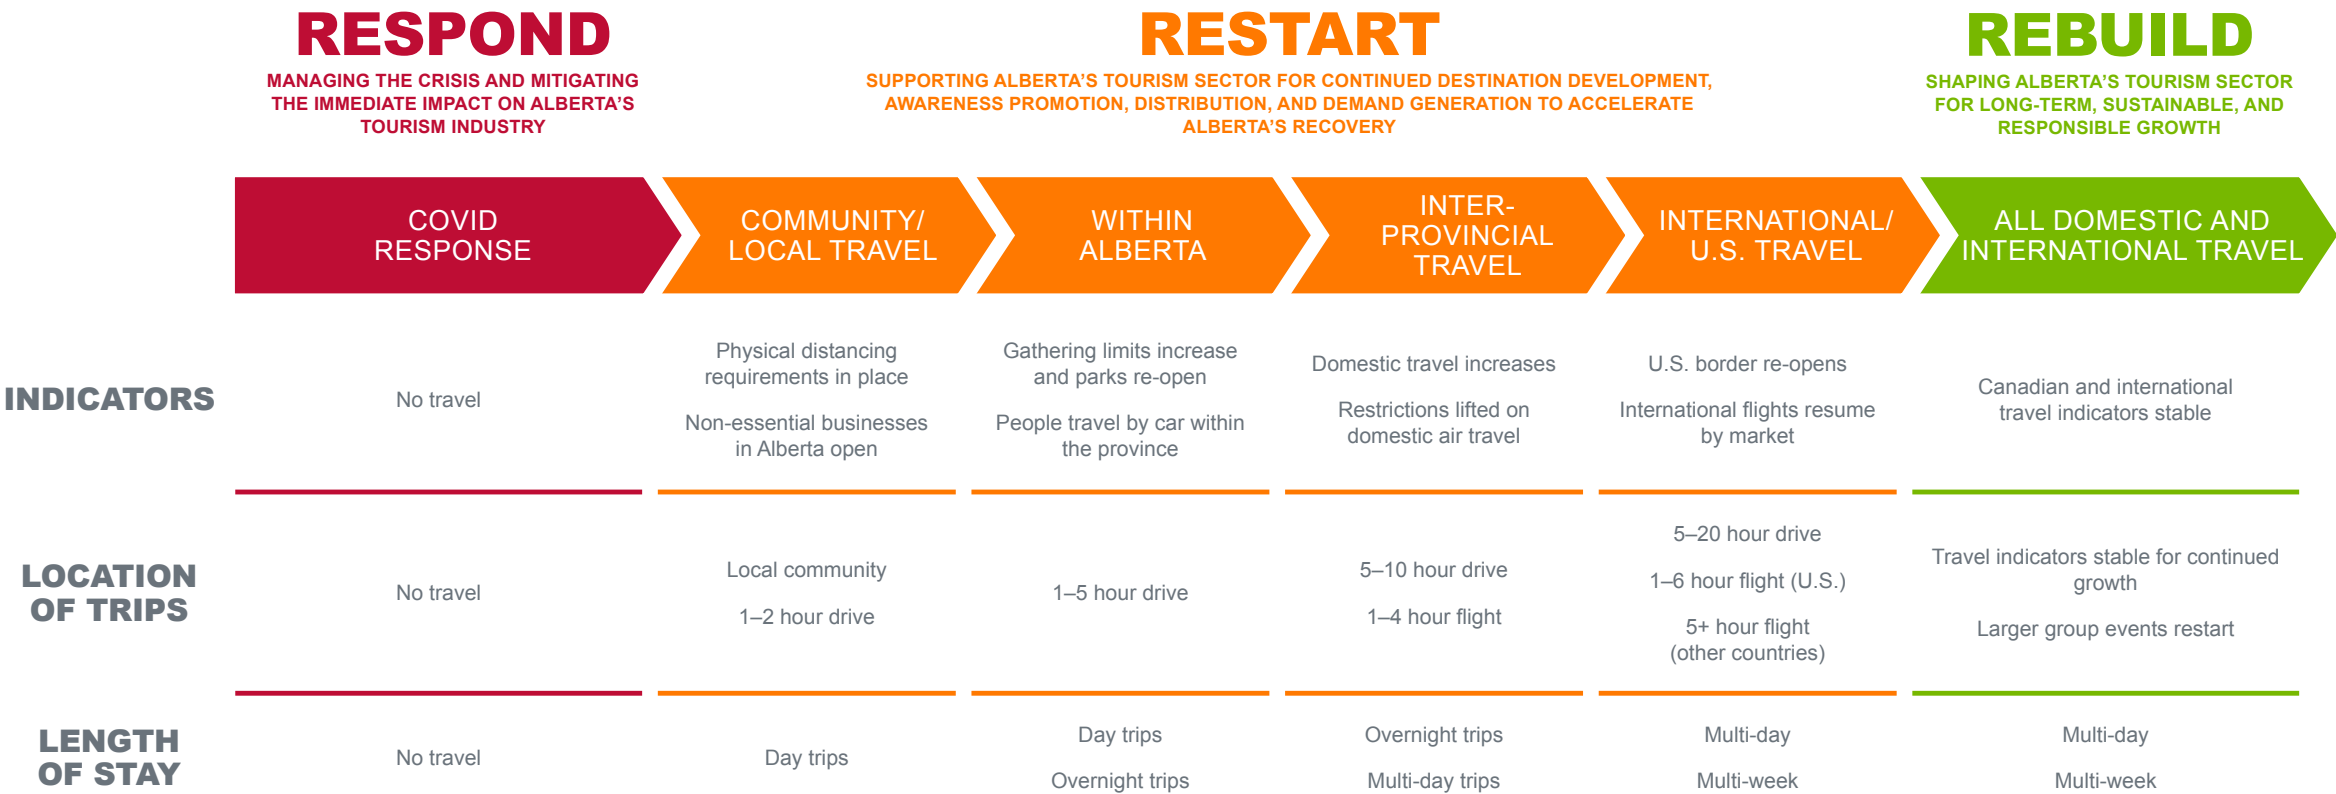 RESPOND
MANAGING THE CRISIS AND MITIGATING
THE IMMEDIATE IMPACT ON ALBERTA'S
TOURISM INDUSTRY
RESTART
SUPPORTING ALBERTA'S TOURISM SECTOR FOR CONTINUED DESTINATION DEVELOPMENT,
AWARENESS PROMOTION, DISTRIBUTION, AND DEMAND GENERATION TO ACCELERATE
ALBERTA'S RECOVERY
REBUILD
SHAPING ALBERTA'S TOURISM SECTOR
FOR LONG-TERM, SUSTAINABLE, AND
RESPONSIBLE GROWTH
COVID
RESPONSE
COMMUNITY/
LOCAL TRAVEL
WITHIN
ALBERTA
INTER-
PROVINCIAL
TRAVEL
INTERNATIONAL/
U.S. TRAVEL
ALL DOMESTIC AND
INTERNATIONAL TRAVEL
INDICATORS
No travel
Physical distancing
requirements in place
Non-essential businesses
in Alberta open
Gathering limits increase
and parks re-open
People travel by car within
the province
Domestic travel increases
Restrictions lifted on
domestic air travel
U.S. border re-opens
International flights resume
by market
Canadian and international
travel indicators stable
LOCATION
OF TRIPS
No travel
Local community
1–2 hour drive
1–5 hour drive
5–10 hour drive
1–4 hour flight
5–20 hour drive
1–6 hour flight (U.S.)
5+ hour flight
(other countries)
Travel indicators stable for continued
growth
Larger group events restart
LENGTH
OF STAY
No travel
Day trips
Day trips
Overnight trips
Overnight trips
Multi-day trips
Multi-day
Multi-week
Multi-day
Multi-week